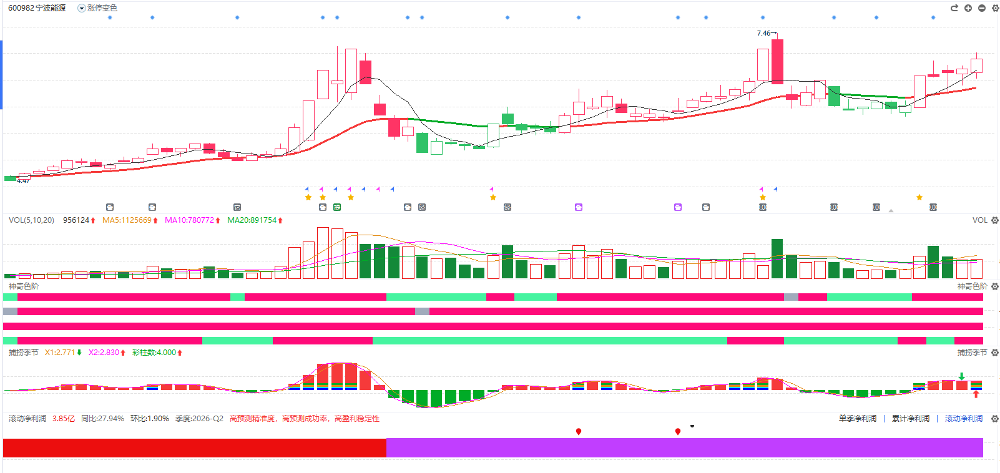 600982 宁波能源 涨停变色
7.46
4.47
VOL(5,10,20) 956124 MA5:1125669 MA10:780772 MA20:891754 VOL
神奇色阶 神奇色阶
捕捞季节 X1:2.771 X2:2.830 彩柱数:4.000 捕捞季节
滚动净利润 3.85亿 同比:27.94% 环比:1.90% 季度:2026-Q2 高预测精准度，高预测成功率，高盈利稳定性 单季净利润 | 累计净利润 | 滚动净利润